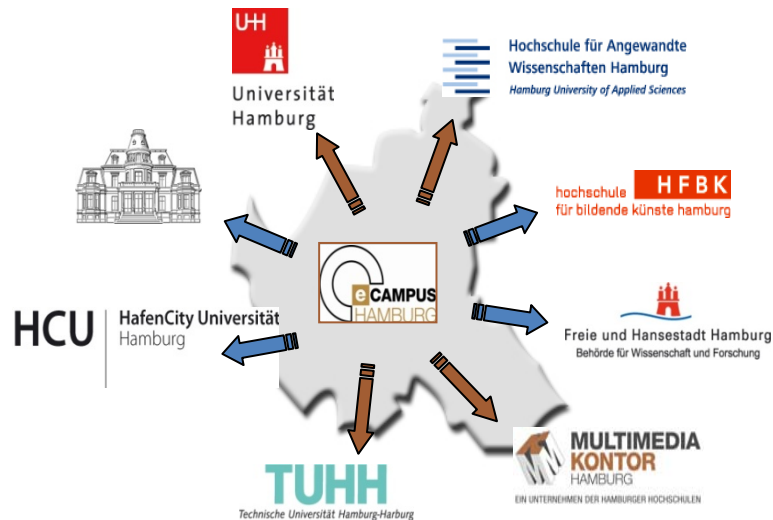 UHH
Universität
Hamburg
Hochschule für Angewandte
Wissenschaften Hamburg
Hamburg University of Applied Sciences
HFBK
hochschule
für bildende künste hamburg
e CAMPUS
HAMBURG
HCU
HafenCity Universität
Hamburg
Freie und Hansestadt Hamburg
Behörde für Wissenschaft und Forschung
MULTIMEDIA
KONTOR
HAMBURG
EIN UNTERNEHMEN DER HAMBURGER HOCHSCHULEN
TUHH
Technische Universität Hamburg-Harburg